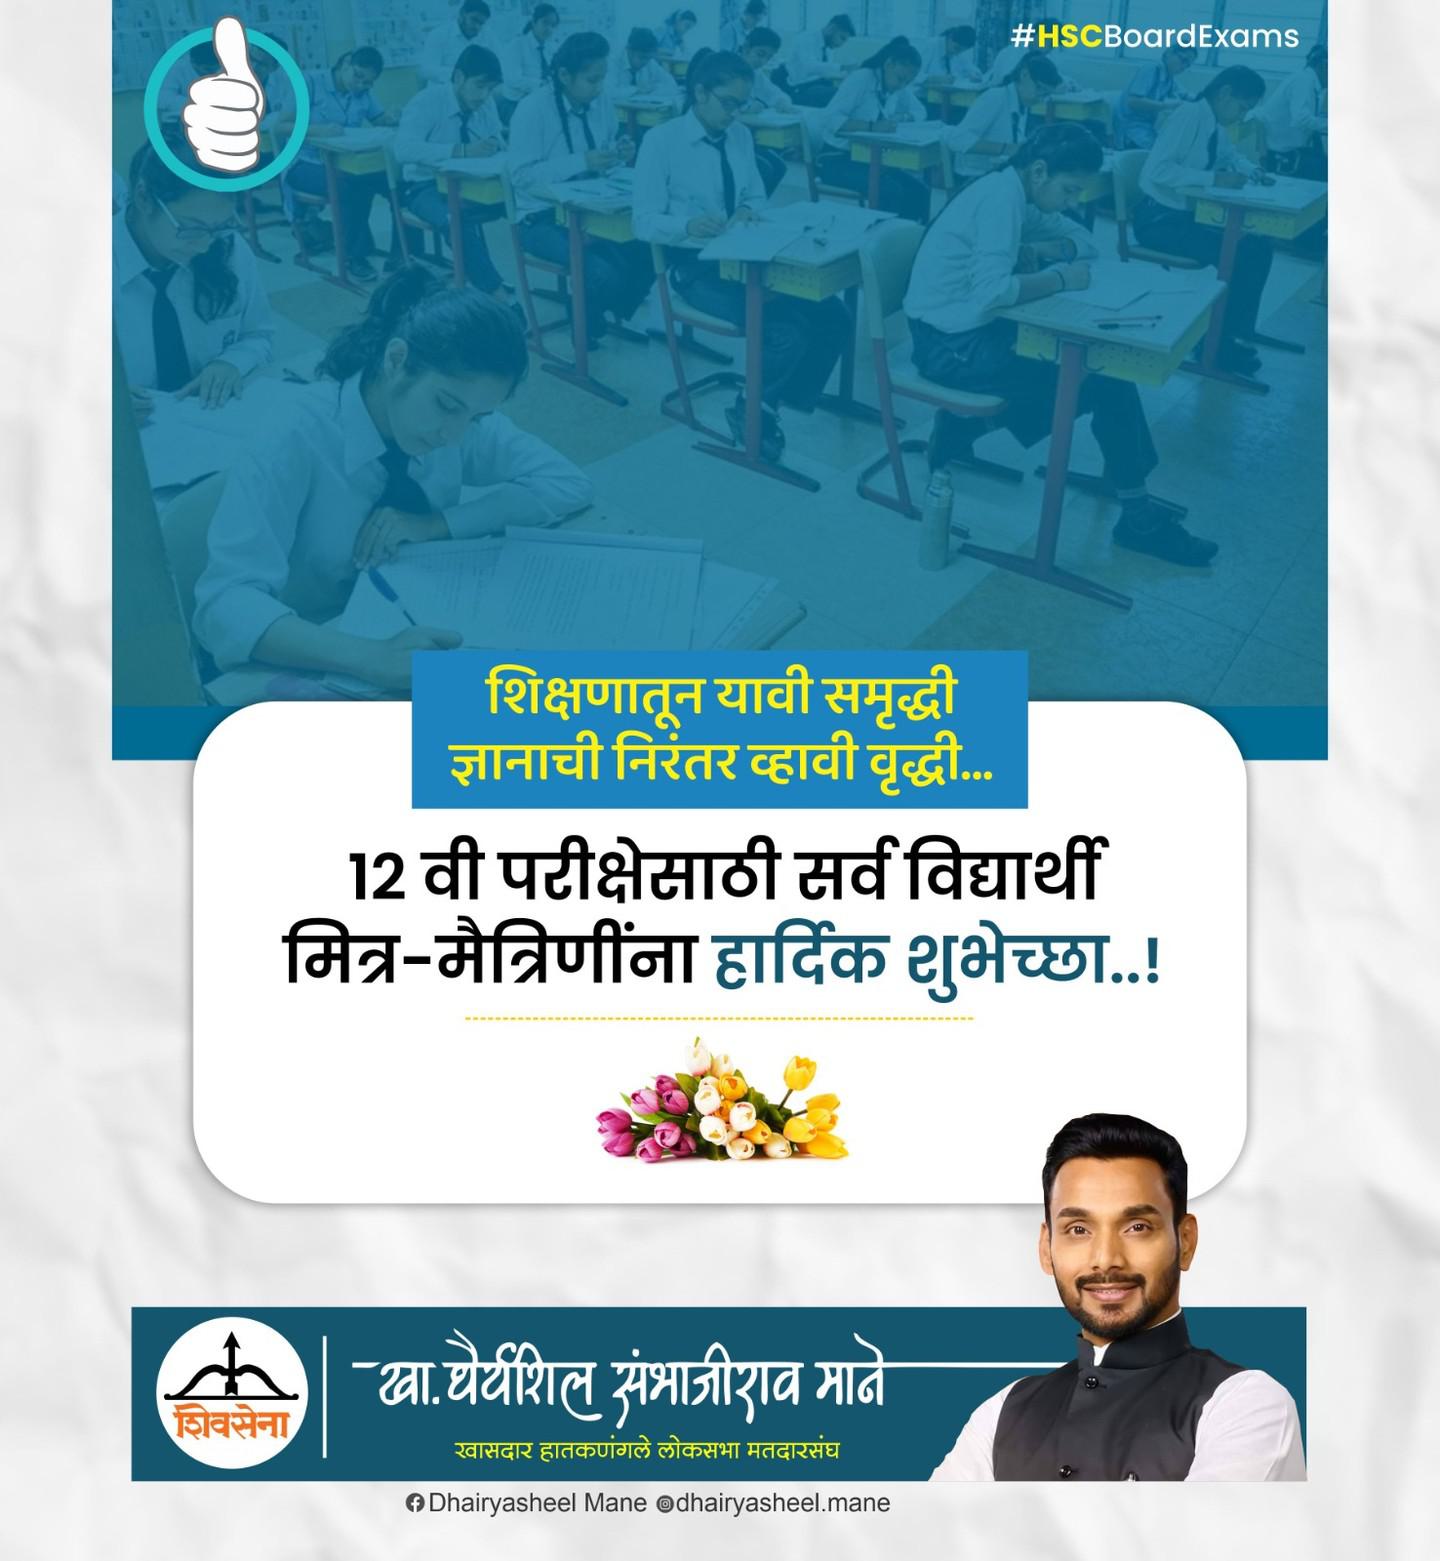 #HSCBoardExams
शिक्षणातून यावी समृद्धी
ज्ञानाची निरंतर व्हावी वृद्धी...
12 वी परीक्षेसाठी सर्व विद्यार्थी
मित्र-मैत्रिणींना हार्दिक शुभेच्छा..!
शिवसेना
खा. धैर्यशिल संभाजीराव माने
खासदार हातकणंगले लोकसभा मतदारसंघ
Dhairyasheel Mane dhairyasheel.mane